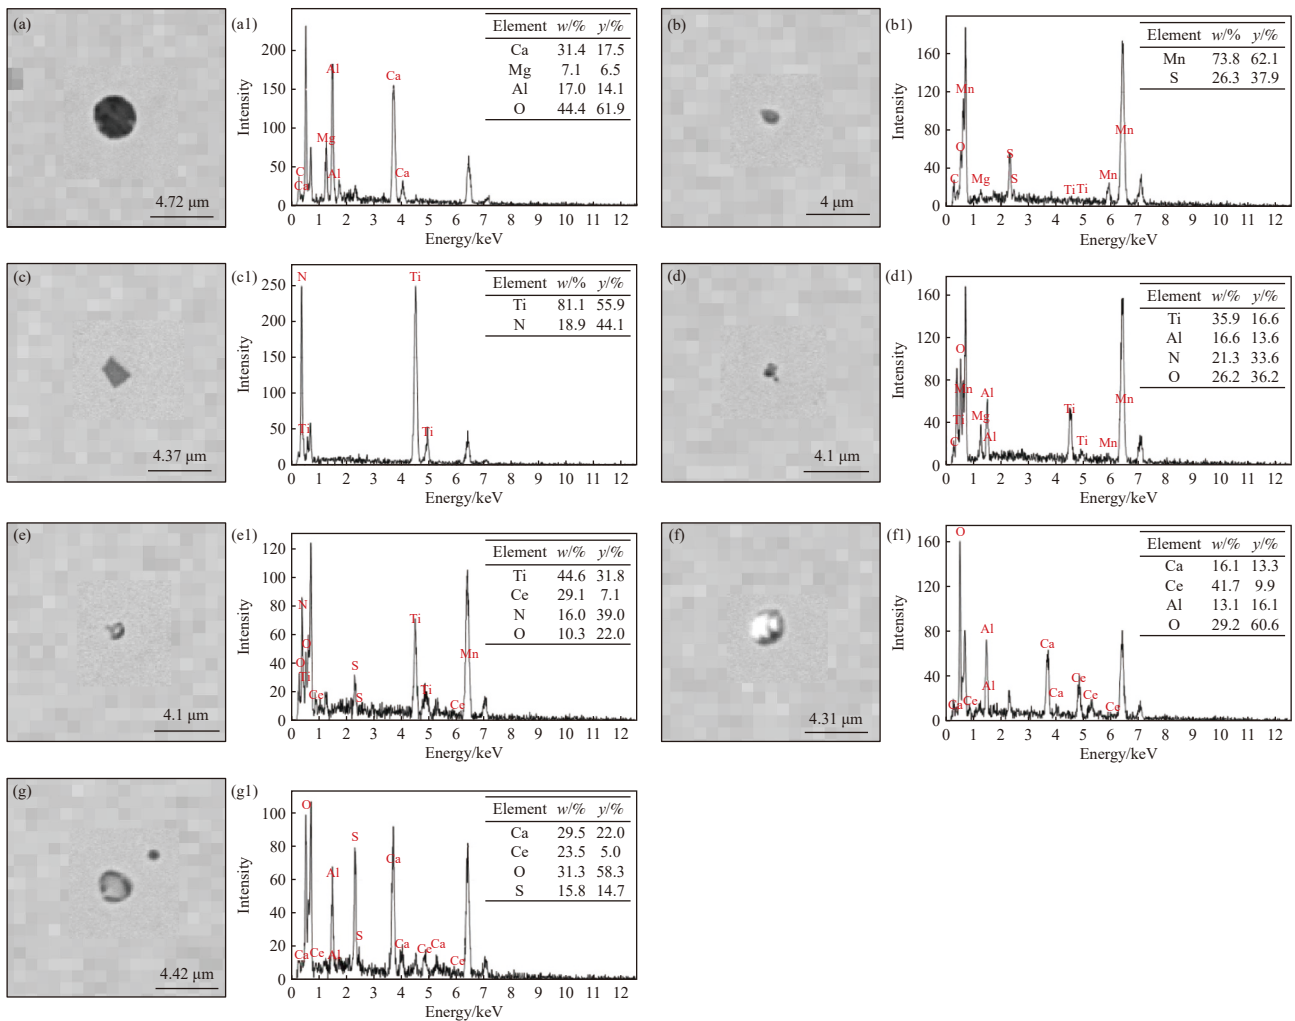 (a)
4.72 μm
(a1)
Intensity
200
150
100
50
0
Al
Ca
Mg
C
Al
Ca
Ca
Element w/% y/%
Ca 31.4 17.5
Mg 7.1 6.5
Al 17.0 14.1
O 44.4 61.9
0 1 2 3 4 5 6 7 8 9 10 11 12
Energy/keV
(b)
4 μm
(b1)
Intensity
160
120
80
40
0
Mn
Mn
O
S
C
Mg
S
Ti
Ti
Mn
Element w/% y/%
Mn 73.8 62.1
S 26.3 37.9
0 1 2 3 4 5 6 7 8 9 10 11 12
Energy/keV
(c)
4.37 μm
(c1)
Intensity
250
200
150
100
50
0
N
Ti
Ti
Ti
Element w/% y/%
Ti 81.1 55.9
N 18.9 44.1
0 1 2 3 4 5 6 7 8 9 10 11 12
Energy/keV
(d)
4.1 μm
(d1)
Intensity
160
120
80
40
0
O
Mn
Al
Mn
Ti
Mg
Ti
C
Al
Ti
Mn
Element w/% y/%
Ti 35.9 16.6
Al 16.6 13.6
N 21.3 33.6
O 26.2 36.2
0 1 2 3 4 5 6 7 8 9 10 11 12
Energy/keV
(e)
4.1 μm
(e1)
Intensity
120
100
80
60
40
20
0
N
Ti
O
Mn
O
S
Ti
Ti
Ce
S
Ce
Element w/% y/%
Ti 44.6 31.8
Ce 29.1 7.1
N 16.0 39.0
O 10.3 22.0
0 1 2 3 4 5 6 7 8 9 10 11 12
Energy/keV
(f)
4.31 μm
(f1)
Intensity
160
120
80
40
0
O
Al
Ca
Ce
Al
Ca
Ce
Ca
Ce
Ce
Element w/% y/%
Ca 16.1 13.3
Ce 41.7 9.9
Al 13.1 16.1
O 29.2 60.6
0 1 2 3 4 5 6 7 8 9 10 11 12
Energy/keV
(g)
4.42 μm
(g1)
Intensity
100
80
60
40
20
0
O
S
Ca
Al
S
Ca
Ce
Ca
Ca
Ce
Al
Ce
Element w/% y/%
Ca 29.5 22.0
Ce 23.5 5.0
O 31.3 58.3
S 15.8 14.7
0 1 2 3 4 5 6 7 8 9 10 11 12
Energy/keV